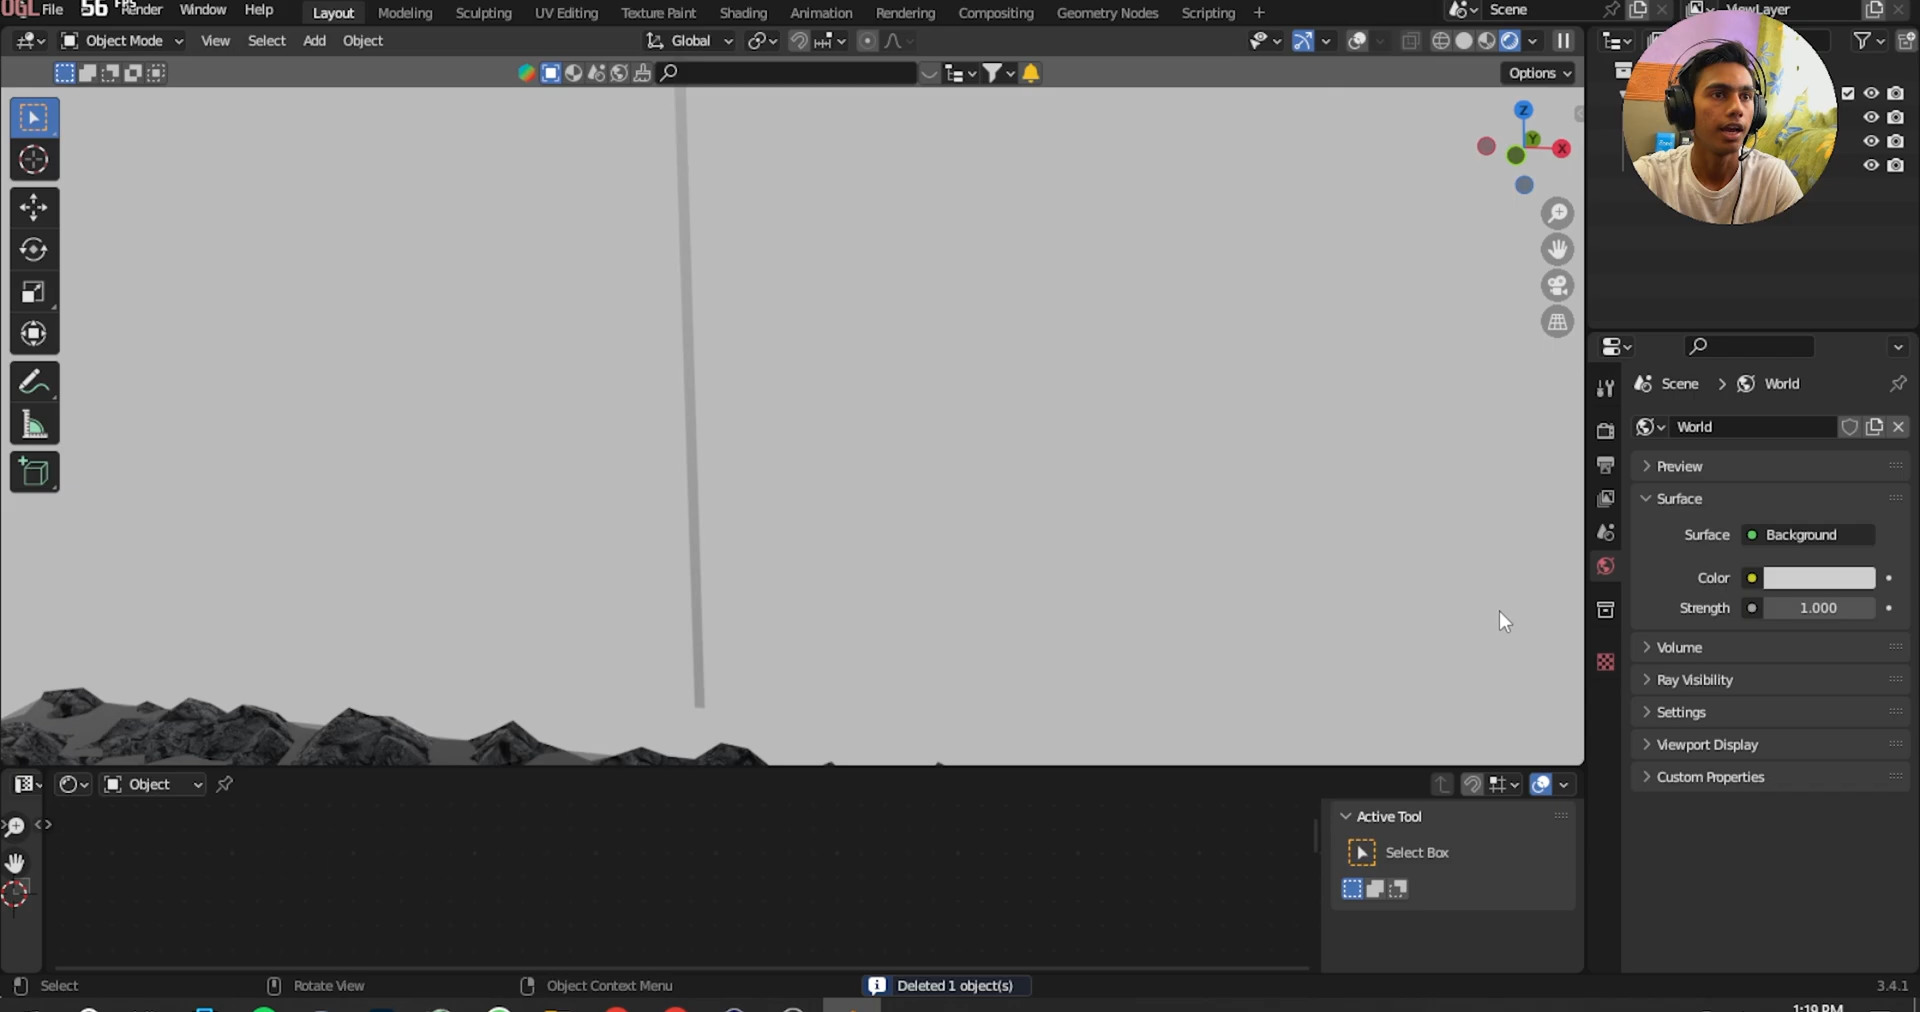 OGL 56 FPS
File Render Window Help Layout Modeling Sculpting UV Editing Texture Paint Shading Animation Rendering Compositing Geometry Nodes Scripting + Scene ViewLayer
Object Mode View Select Add Object Global
Options
Z
Y
X
Scene > World
World
Preview
Surface
Surface Background
Color
Strength 1.000
Volume
Ray Visibility
Settings
Viewport Display
Custom Properties
Object
Active Tool
Select Box
Select Rotate View Object Context Menu Deleted 1 object(s) 3.4.1
1:19 PM